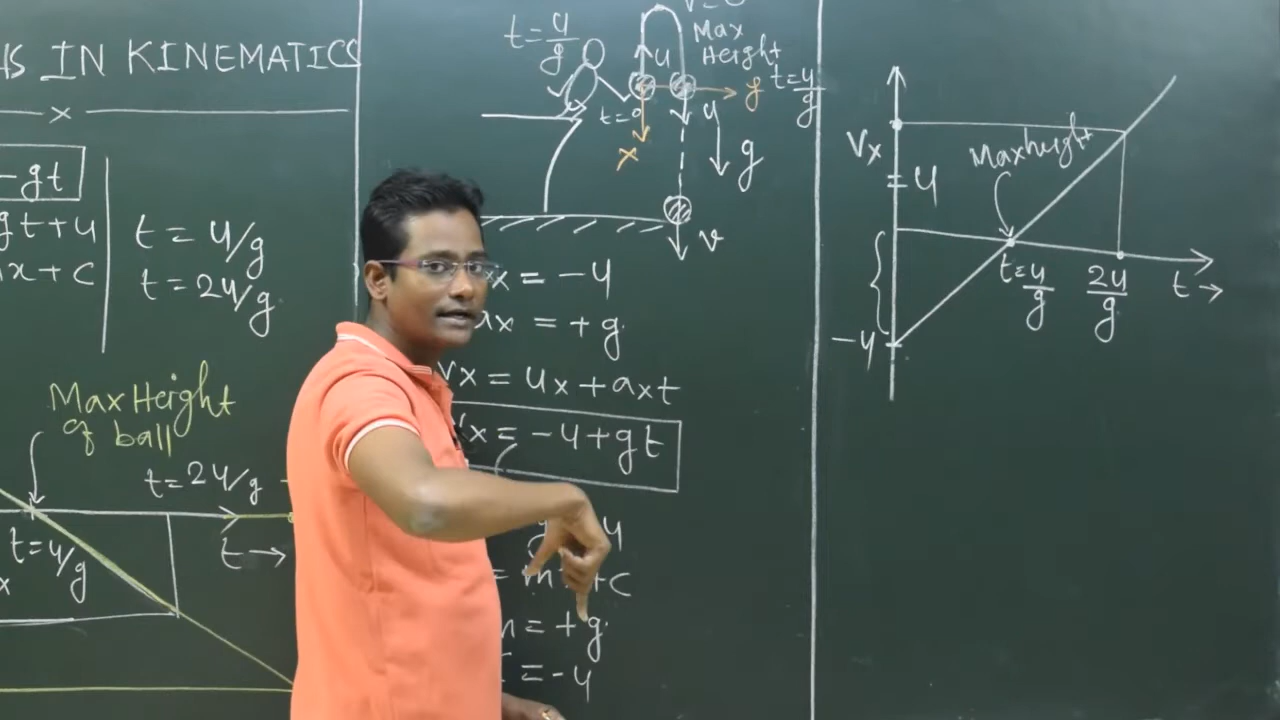 HS IN KINEMATICS
x
-gt
gt+u
x+c
t = u/g
t = 2u/g
Max Height
of ball
t=2u/g
t →
t=u/g
x
t=u/g
u
Max
Height
t=u/g
y
t=0
x
u
g
v
x = -u
ax = +g
vx = ux+axt
x = -u+gt
u
= mx+c
m = +g
= -u
Vx
u
Max height
-u
t=u/g
2u/g
t →